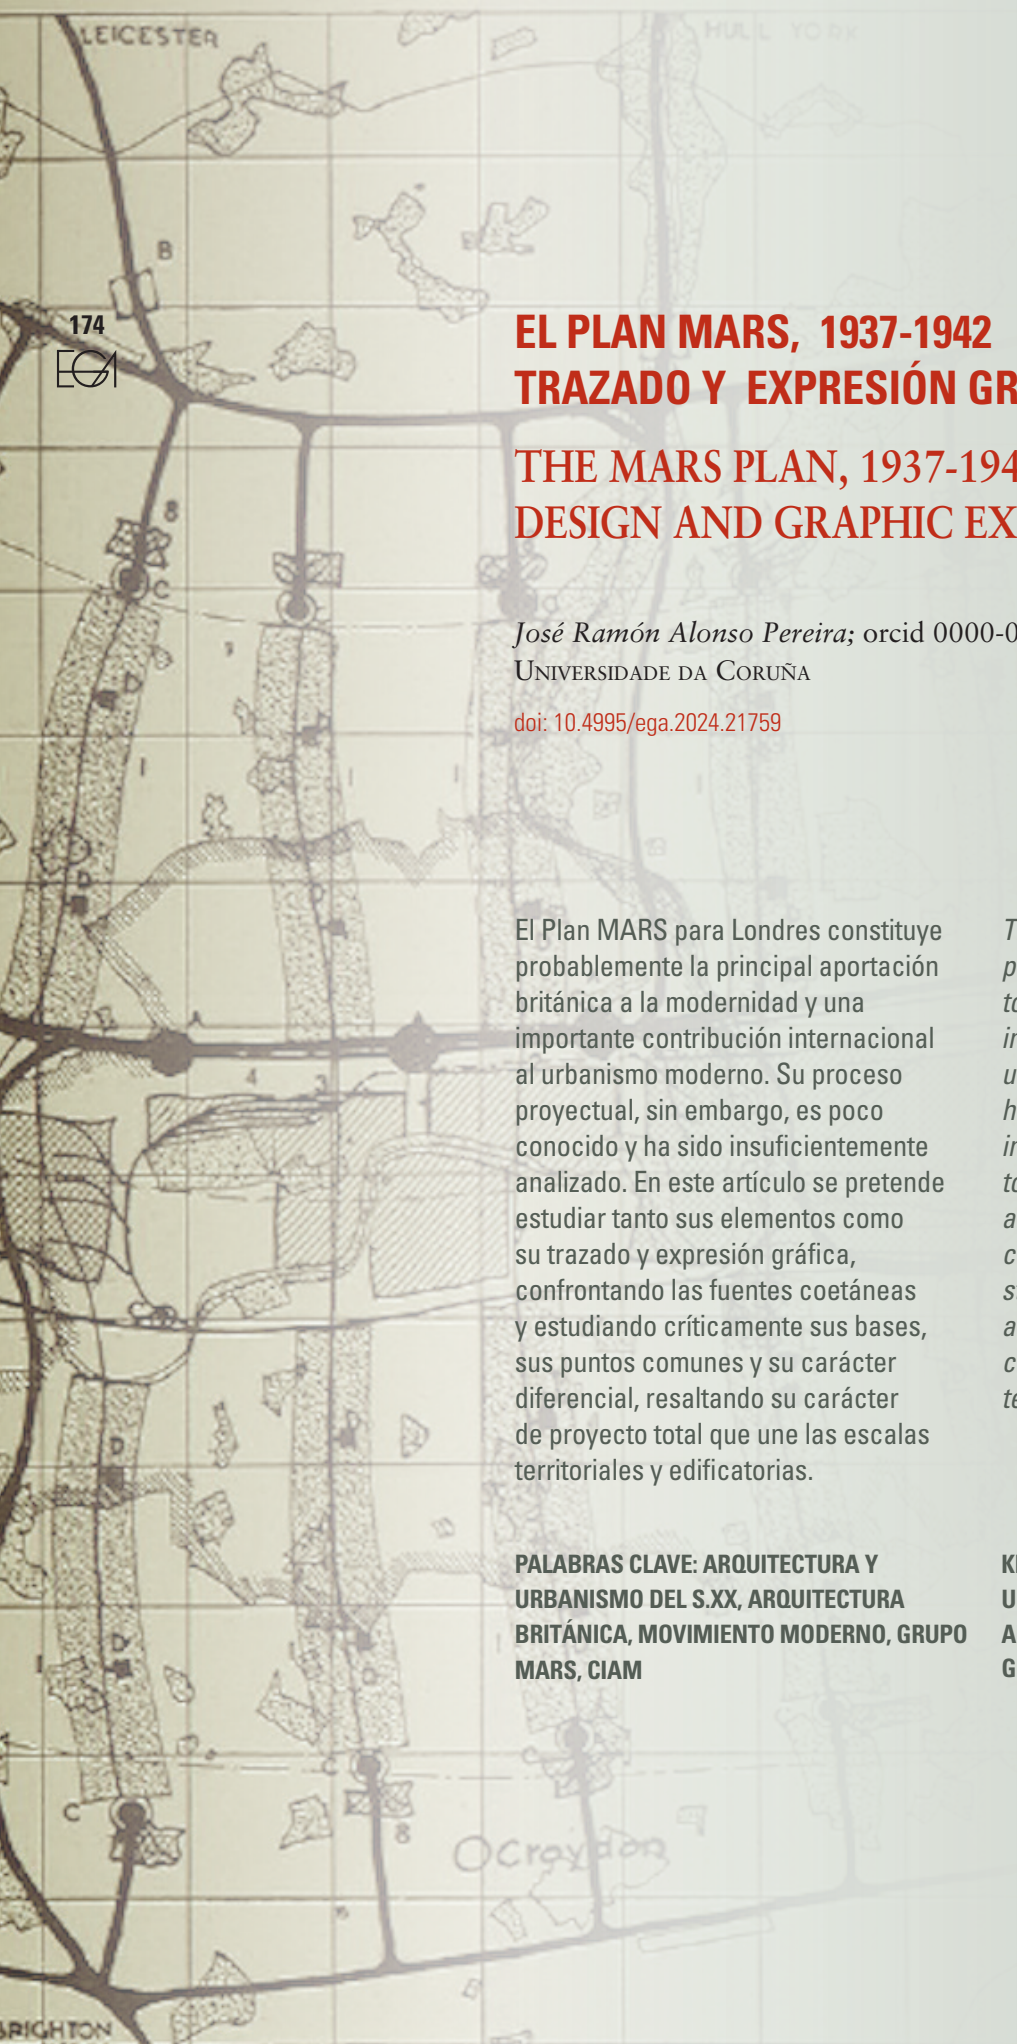 LEICESTER
HULL YORK
B
174
EGA
EL PLAN MARS, 1937-1942
TRAZADO Y EXPRESIÓN GR
THE MARS PLAN, 1937-194
DESIGN AND GRAPHIC EX
José Ramón Alonso Pereira; orcid 0000-0
UNIVERSIDADE DA CORUÑA
doi: 10.4995/ega.2024.21759
El Plan MARS para Londres constituye
probablemente la principal aportación
británica a la modernidad y una
importante contribución internacional
al urbanismo moderno. Su proceso
proyectual, sin embargo, es poco
conocido y ha sido insuficientemente
analizado. En este artículo se pretende
estudiar tanto sus elementos como
su trazado y expresión gráfica,
confrontando las fuentes coetáneas
y estudiando críticamente sus bases,
sus puntos comunes y su carácter
diferencial, resaltando su carácter
de proyecto total que une las escalas
territoriales y edificatorias.
PALABRAS CLAVE: ARQUITECTURA Y
URBANISMO DEL S.XX, ARQUITECTURA
BRITÁNICA, MOVIMIENTO MODERNO, GRUPO
MARS, CIAM
Croydon
BRIGHTON